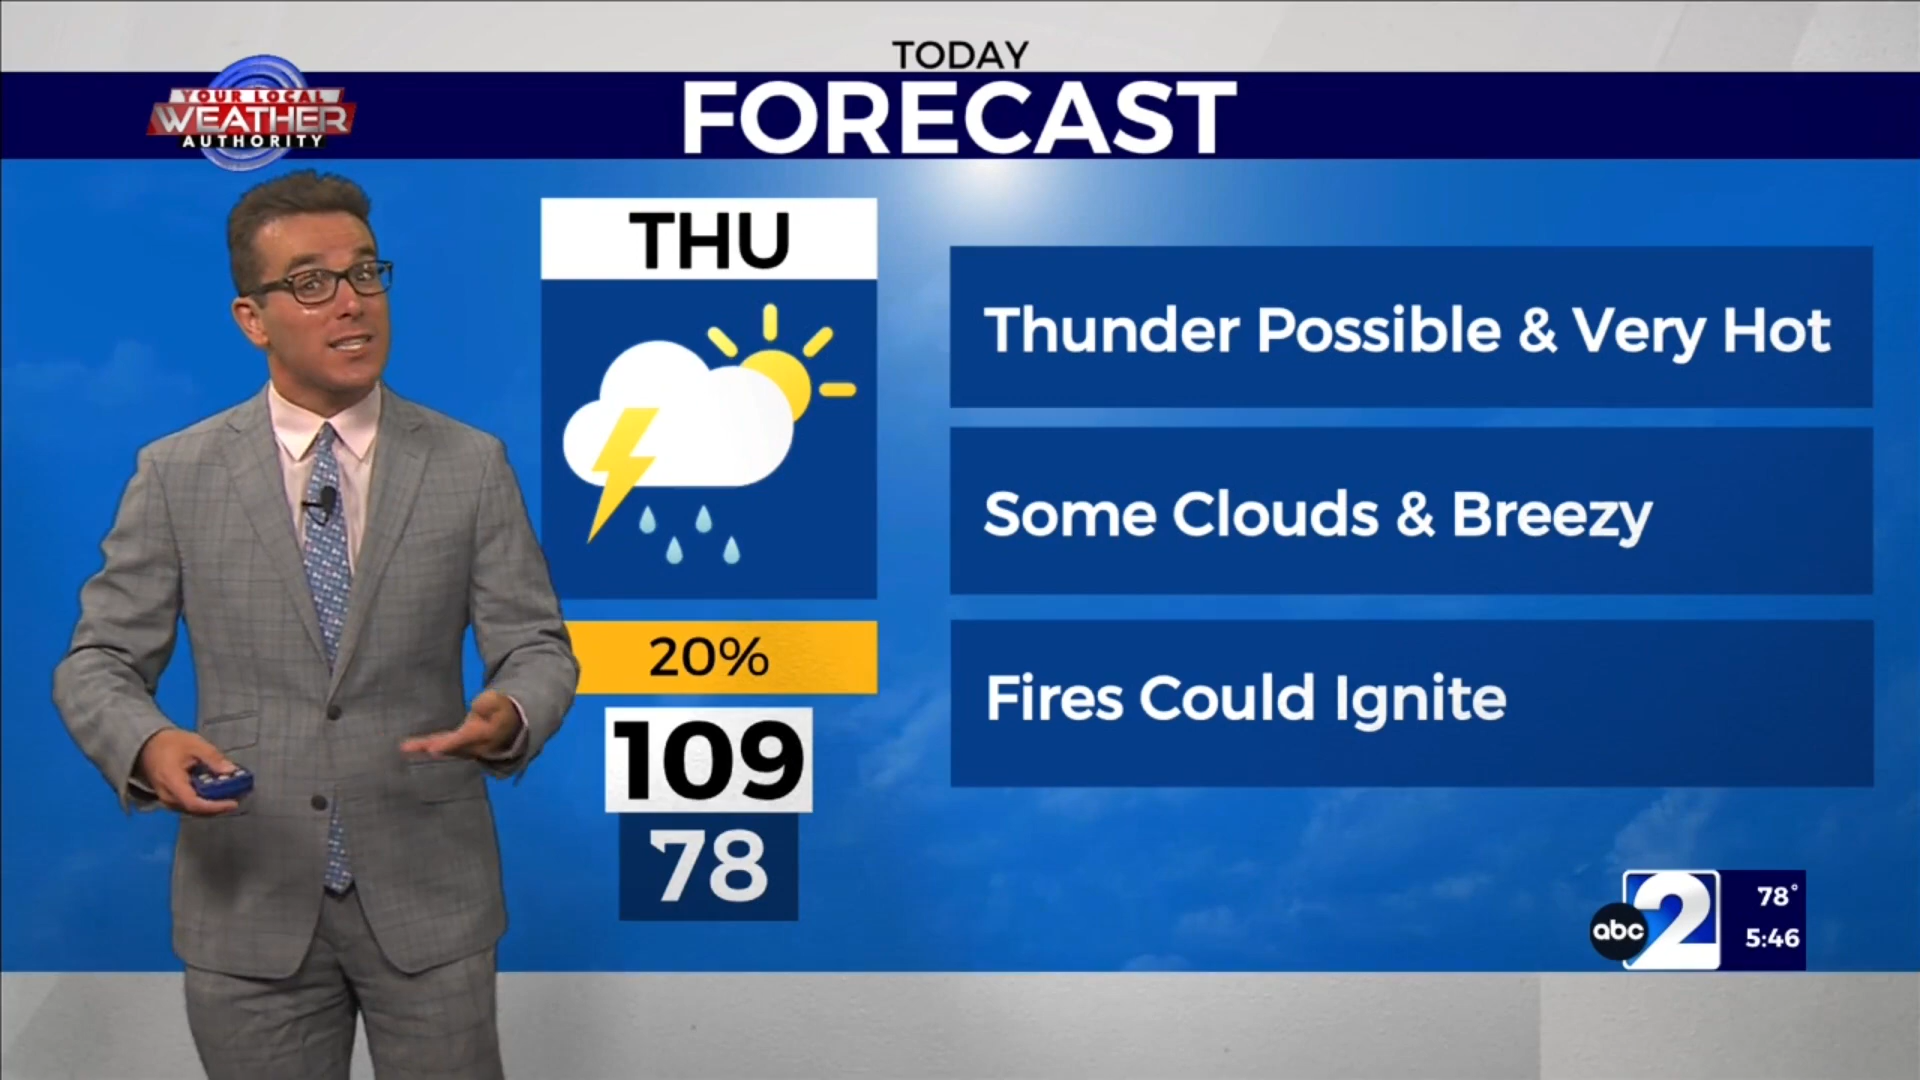 TODAY
FORECAST
YOUR LOCAL
WEATHER
AUTHORITY
THU
20%
109
78
Thunder Possible & Very Hot
Some Clouds & Breezy
Fires Could Ignite
abc 2
78°
5:46